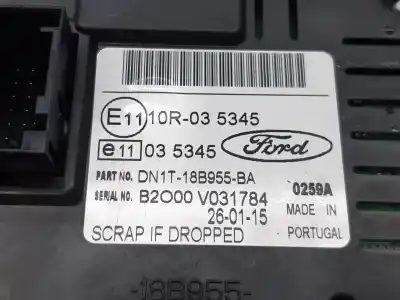 E11 10R-03 5345
e11 03 5345
Ford
PART NO. DN1T-18B955-BA
SERIAL NO. B2O00 V031784
0259A
26-01-15
MADE IN
PORTUGAL
SCRAP IF DROPPED
-18B955-